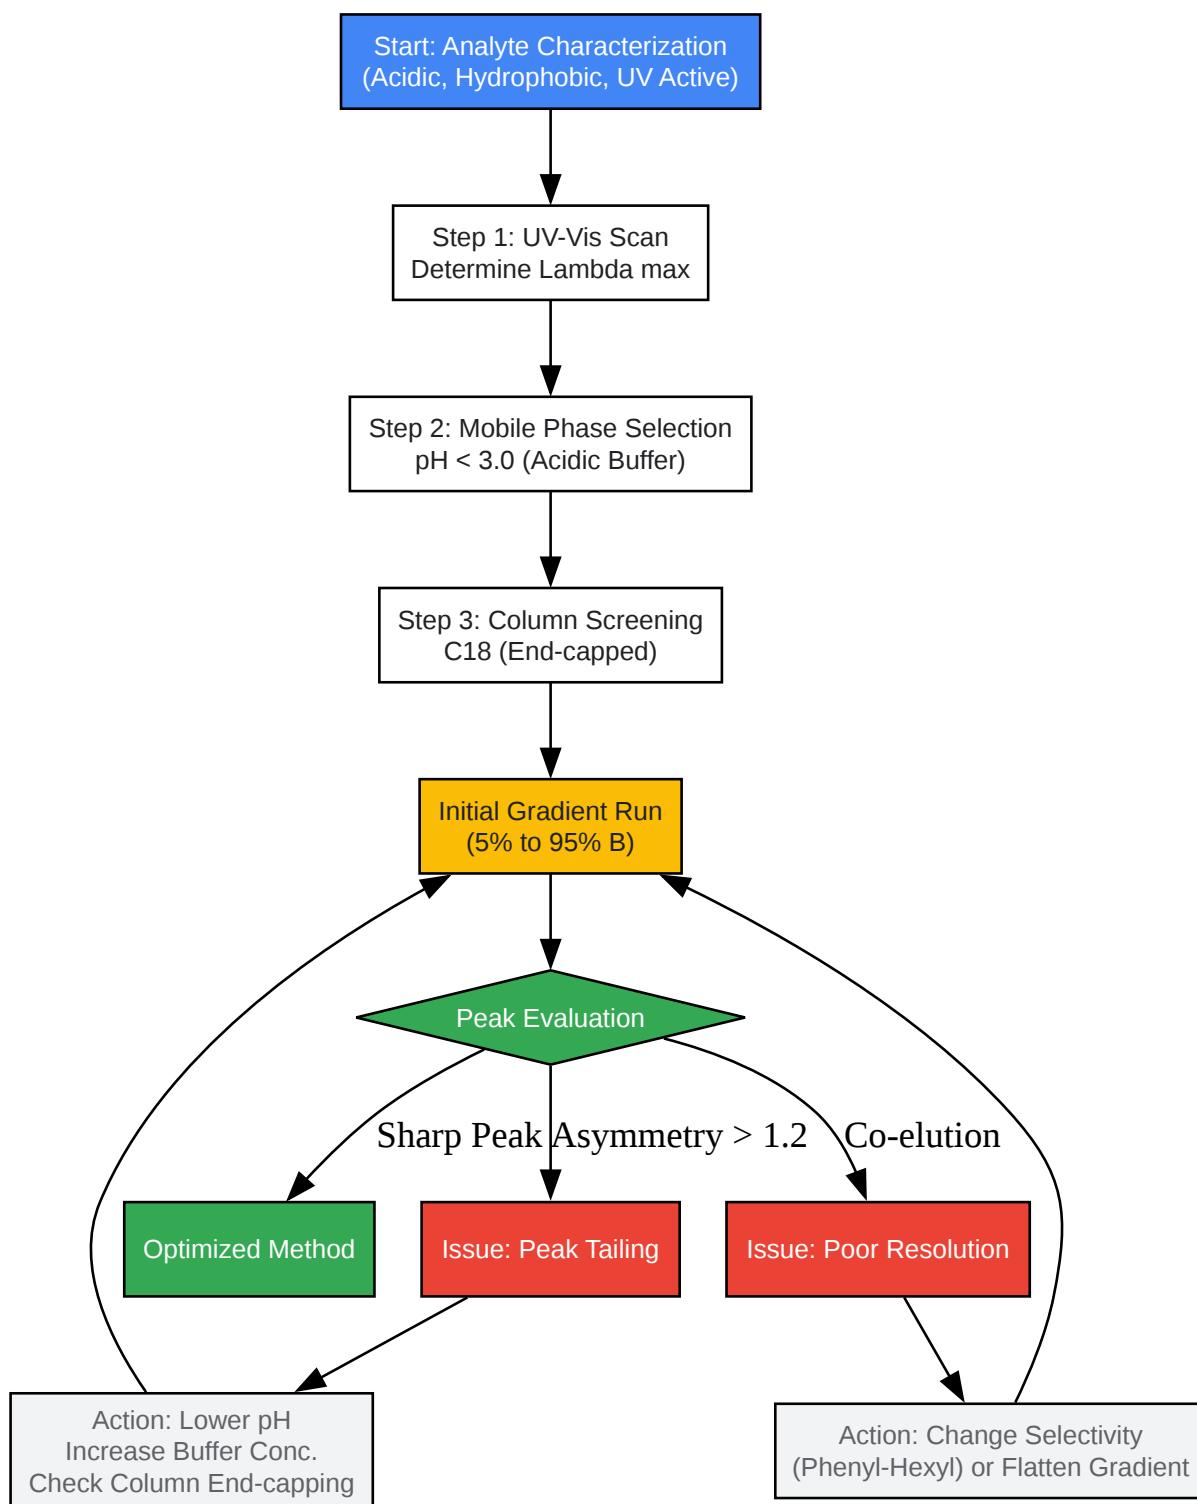 Start: Analyte Characterization
(Acidic, Hydrophobic, UV Active)
Step 1: UV-Vis Scan
Determine Lambda max
Step 2: Mobile Phase Selection
pH < 3.0 (Acidic Buffer)
Step 3: Column Screening
C18 (End-capped)
Initial Gradient Run
(5% to 95% B)
Peak Evaluation
Sharp Peak
Asymmetry > 1.2
Co-elution
Optimized Method
Issue: Peak Tailing
Issue: Poor Resolution
Action: Lower pH
Increase Buffer Conc.
Check Column End-capping
Action: Change Selectivity
(Phenyl-Hexyl) or Flatten Gradient